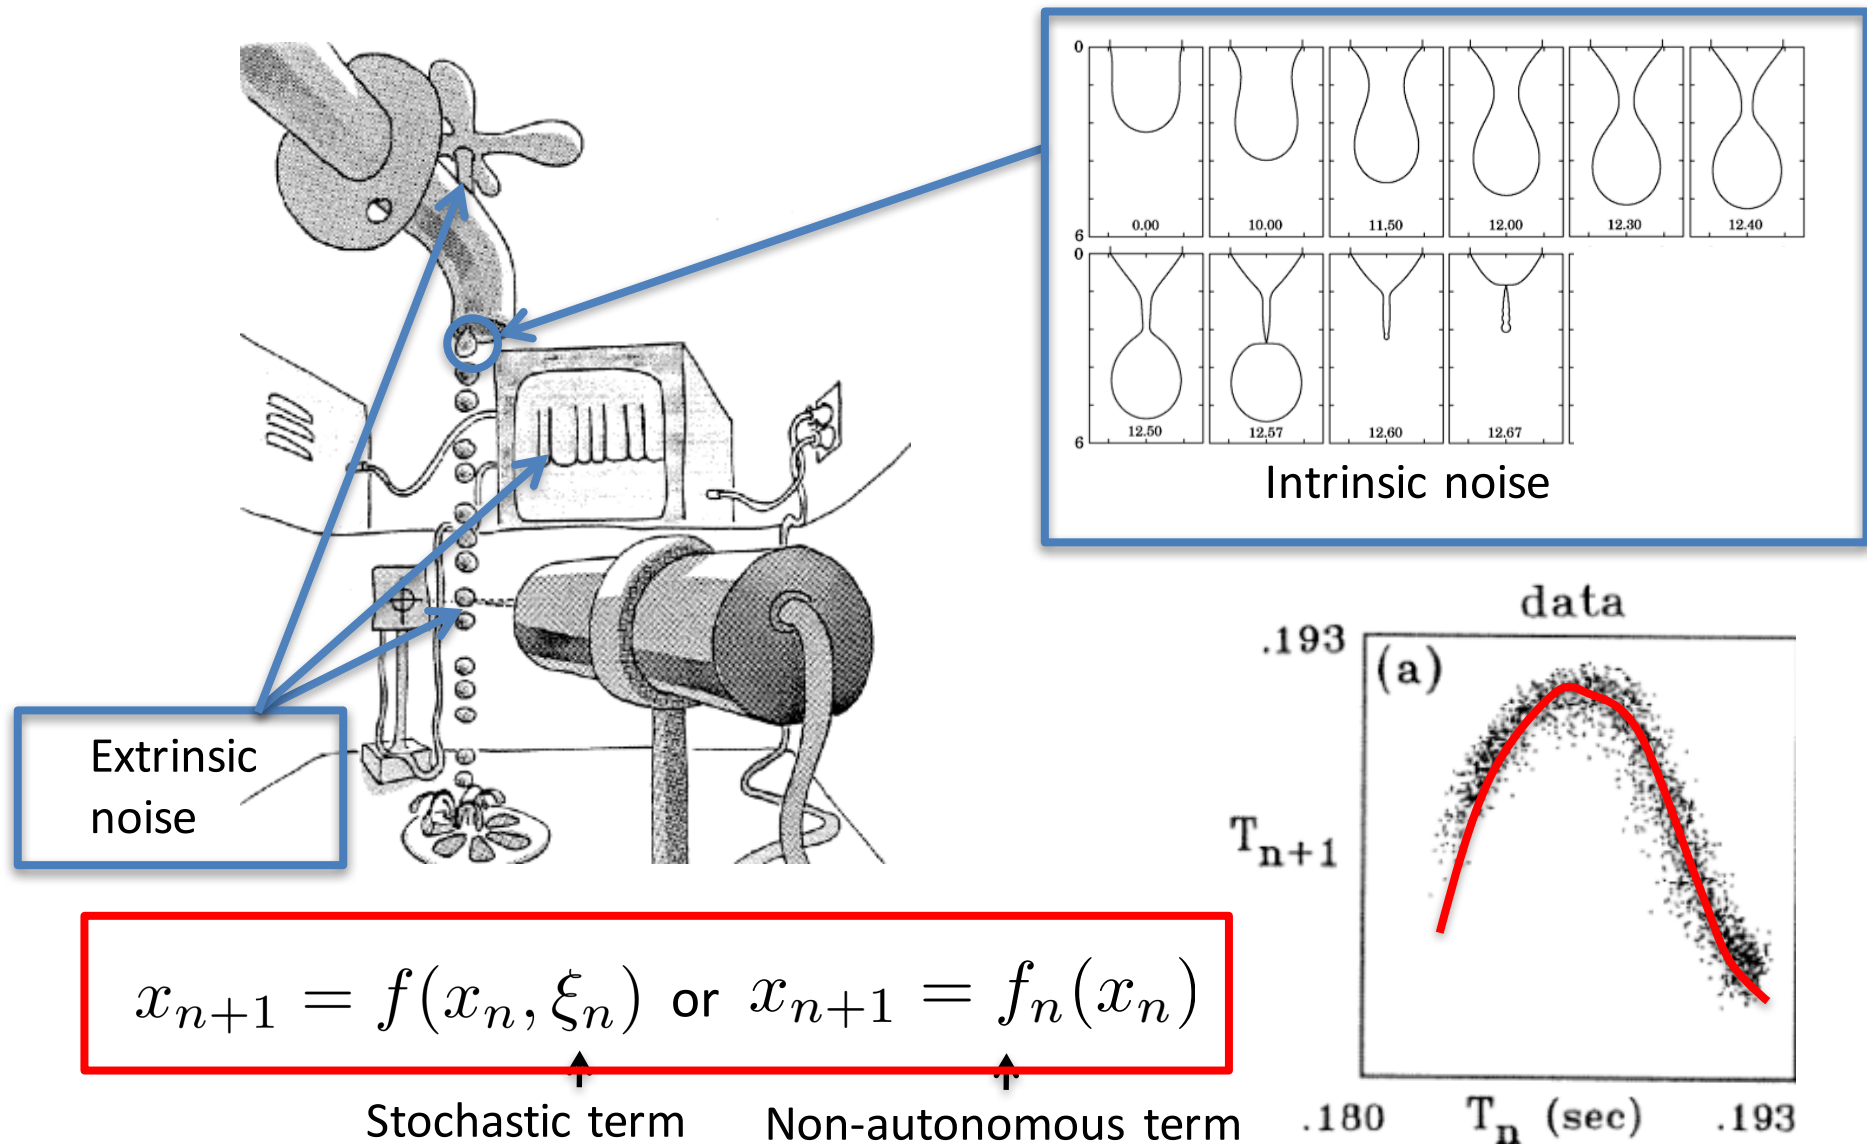 0
0.00 10.00 11.50 12.00 12.30 12.40
6
0
12.50 12.57 12.60 12.67
6
Intrinsic noise
Extrinsic
noise
data
.193
(a)
T_{n+1}
.180 T_n (sec) .193
x_{n+1} = f(x_n, ξ_n) or x_{n+1} = f_n(x_n)
Stochastic term Non-autonomous term